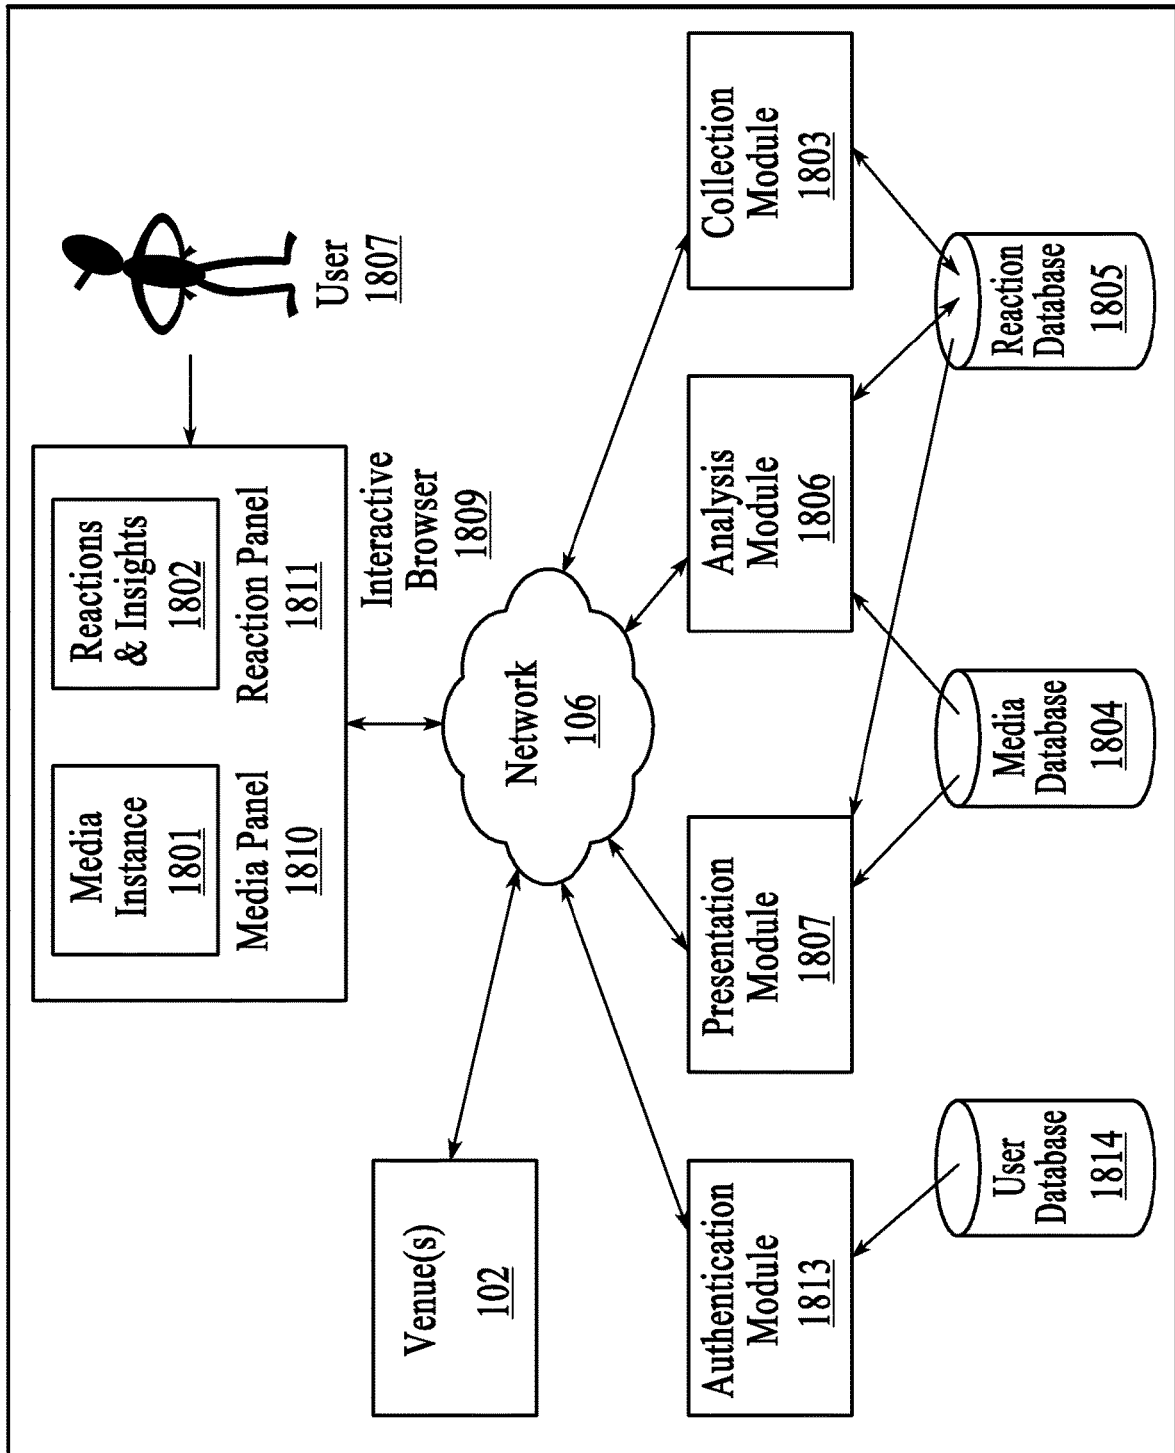 Media
Instance
1801
Reactions
& Insights
1802
Media Panel
1810
Reaction Panel
1811
User
1807
Interactive
Browser
1809
Venue(s)
102
Network
106
Authentication
Module
1813
Presentation
Module
1807
Analysis
Module
1806
Collection
Module
1803
User
Database
1814
Media
Database
1804
Reaction
Database
1805